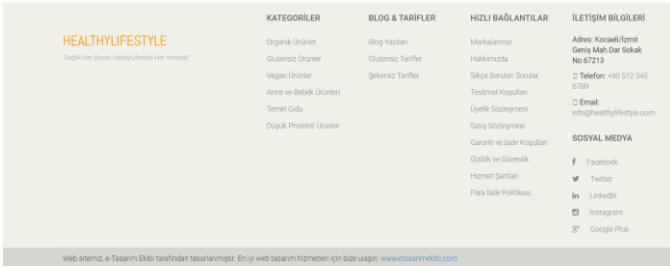 HEALTHYLIFESTYLE
"Sağlık Her Şeydir, HealtyLifestyle Her Yerdedir"
KATEGORİLER
Organik Ürünler
Glutensiz Ürünler
Vegan Ürünler
Anne ve Bebek Ürünleri
Temel Gıda
Düşük Proteinli Ürünler
BLOG & TARİFLER
Blog Yazıları
Glutensiz Tarifler
Şekersiz Tarifler
HIZLI BAĞLANTILAR
Markalarımız
Hakkımızda
Sıkça Sorulan Sorular
Teslimat Koşulları
Üyelik Sözleşmesi
Satış Sözleşmesi
Garanti ve İade Koşulları
Gizlilik ve Güvenlik
Hizmet Şartları
Para İade Politikası
İLETİŞİM BİLGİLERİ
Adres: Kocaeli/İzmit
Geniş Mah.Dar Sokak
No 67213
Telefon: +90 512 345
6789
Email:
info@healthylifestyle.com
SOSYAL MEDYA
Facebook
Twitter
LinkedIn
Instagram
Google Plus
Web sitemiz, e-Tasarım Ekibi tarafından tasarlanmıştır. En iyi web tasarım hizmetleri için bize ulaşın: www.etasarimekibi.com